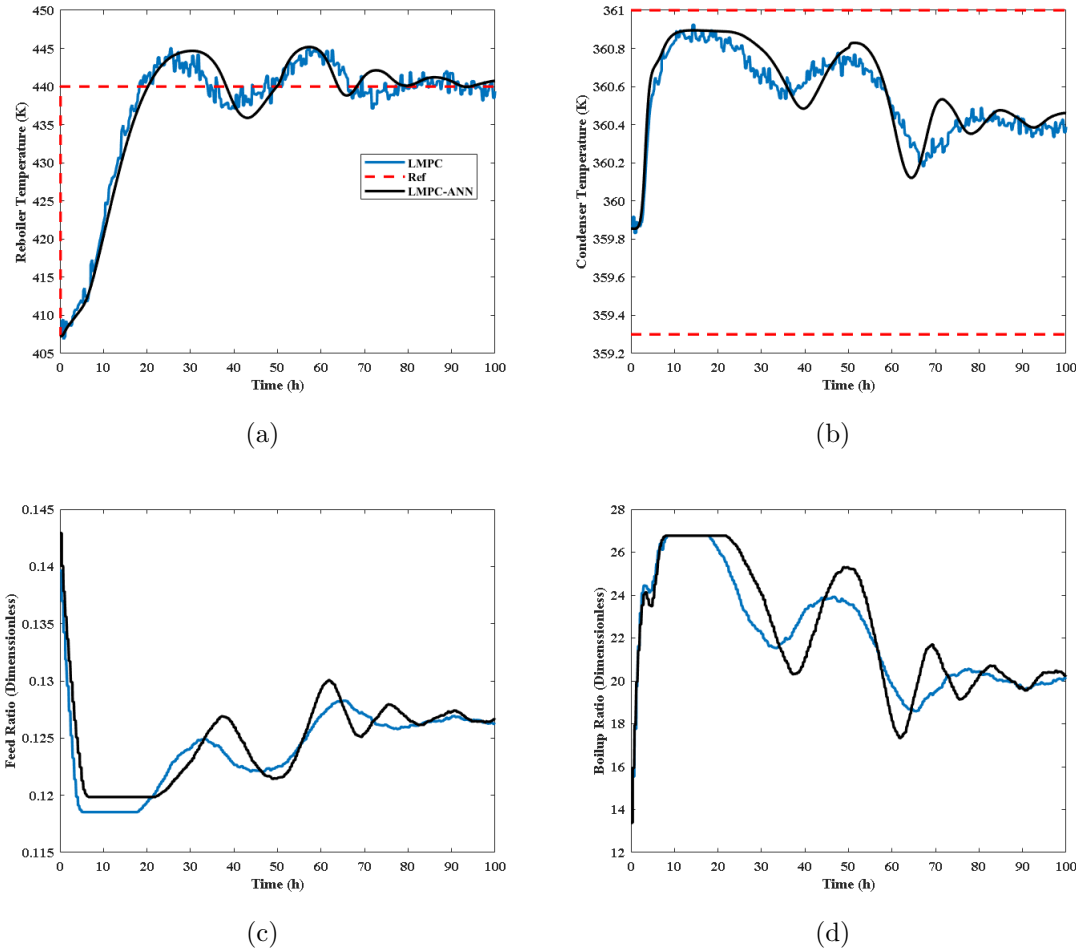 445
440
435
430
425
420
415
410
405
Reboiler Temperature (K)
LMPC
Ref
LMPC-ANN
0 10 20 30 40 50 60 70 80 90 100
Time (h)
(a)
361
360.8
360.6
360.4
360.2
360
359.8
359.6
359.4
359.2
Condenser Temperature (K)
0 10 20 30 40 50 60 70 80 90 100
Time (h)
(b)
0.145
0.14
0.135
0.13
0.125
0.12
0.115
Feed Ratio (Dimenssionless)
0 10 20 30 40 50 60 70 80 90 100
Time (h)
(c)
28
26
24
22
20
18
16
14
12
Boilup Ratio (Dimenssionless)
0 10 20 30 40 50 60 70 80 90 100
Time (h)
(d)